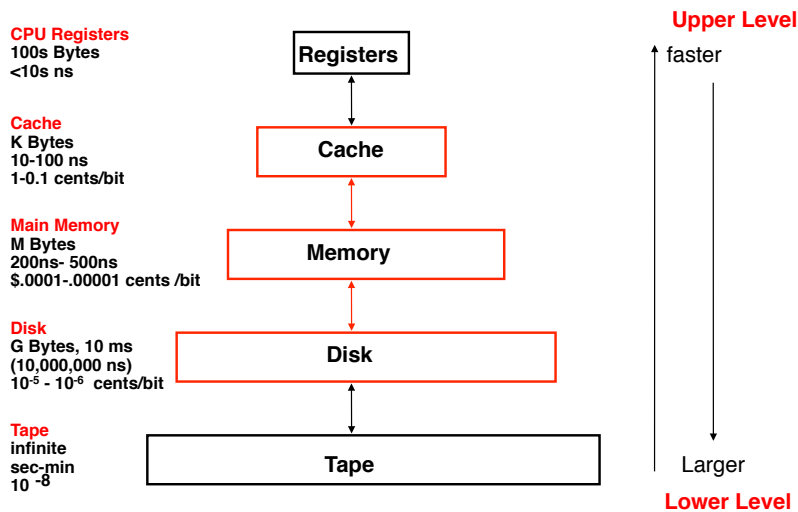 Upper Level
CPU Registers
100s Bytes
<10s ns
Registers
faster
Cache
K Bytes
10-100 ns
1-0.1 cents/bit
Cache
Main Memory
M Bytes
200ns- 500ns
$.0001-.00001 cents /bit
Memory
Disk
G Bytes, 10 ms
(10,000,000 ns)
10⁻⁵ - 10⁻⁶ cents/bit
Disk
Tape
infinite
sec-min
10 ⁻⁸
Tape
Larger
Lower Level